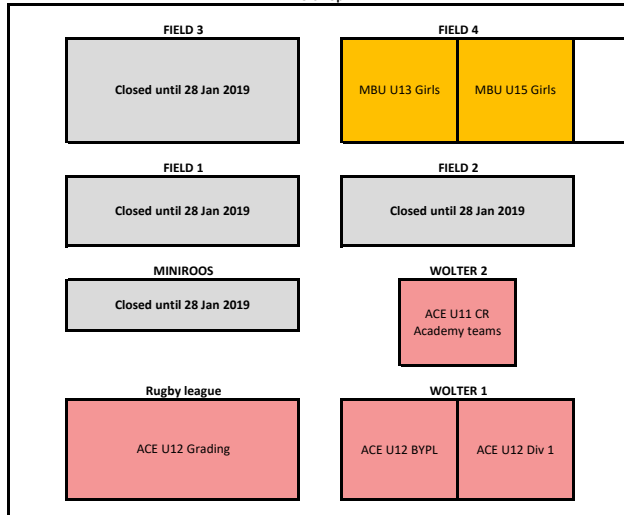 FIELD 3
FIELD 4
Closed until 28 Jan 2019
MBU U13 Girls
MBU U15 Girls
FIELD 1
FIELD 2
Closed until 28 Jan 2019
Closed until 28 Jan 2019
MINIROOS
WOLTER 2
Closed until 28 Jan 2019
ACE U11 CR
Academy teams
Rugby league
WOLTER 1
ACE U12 Grading
ACE U12 BYPL
ACE U12 Div 1